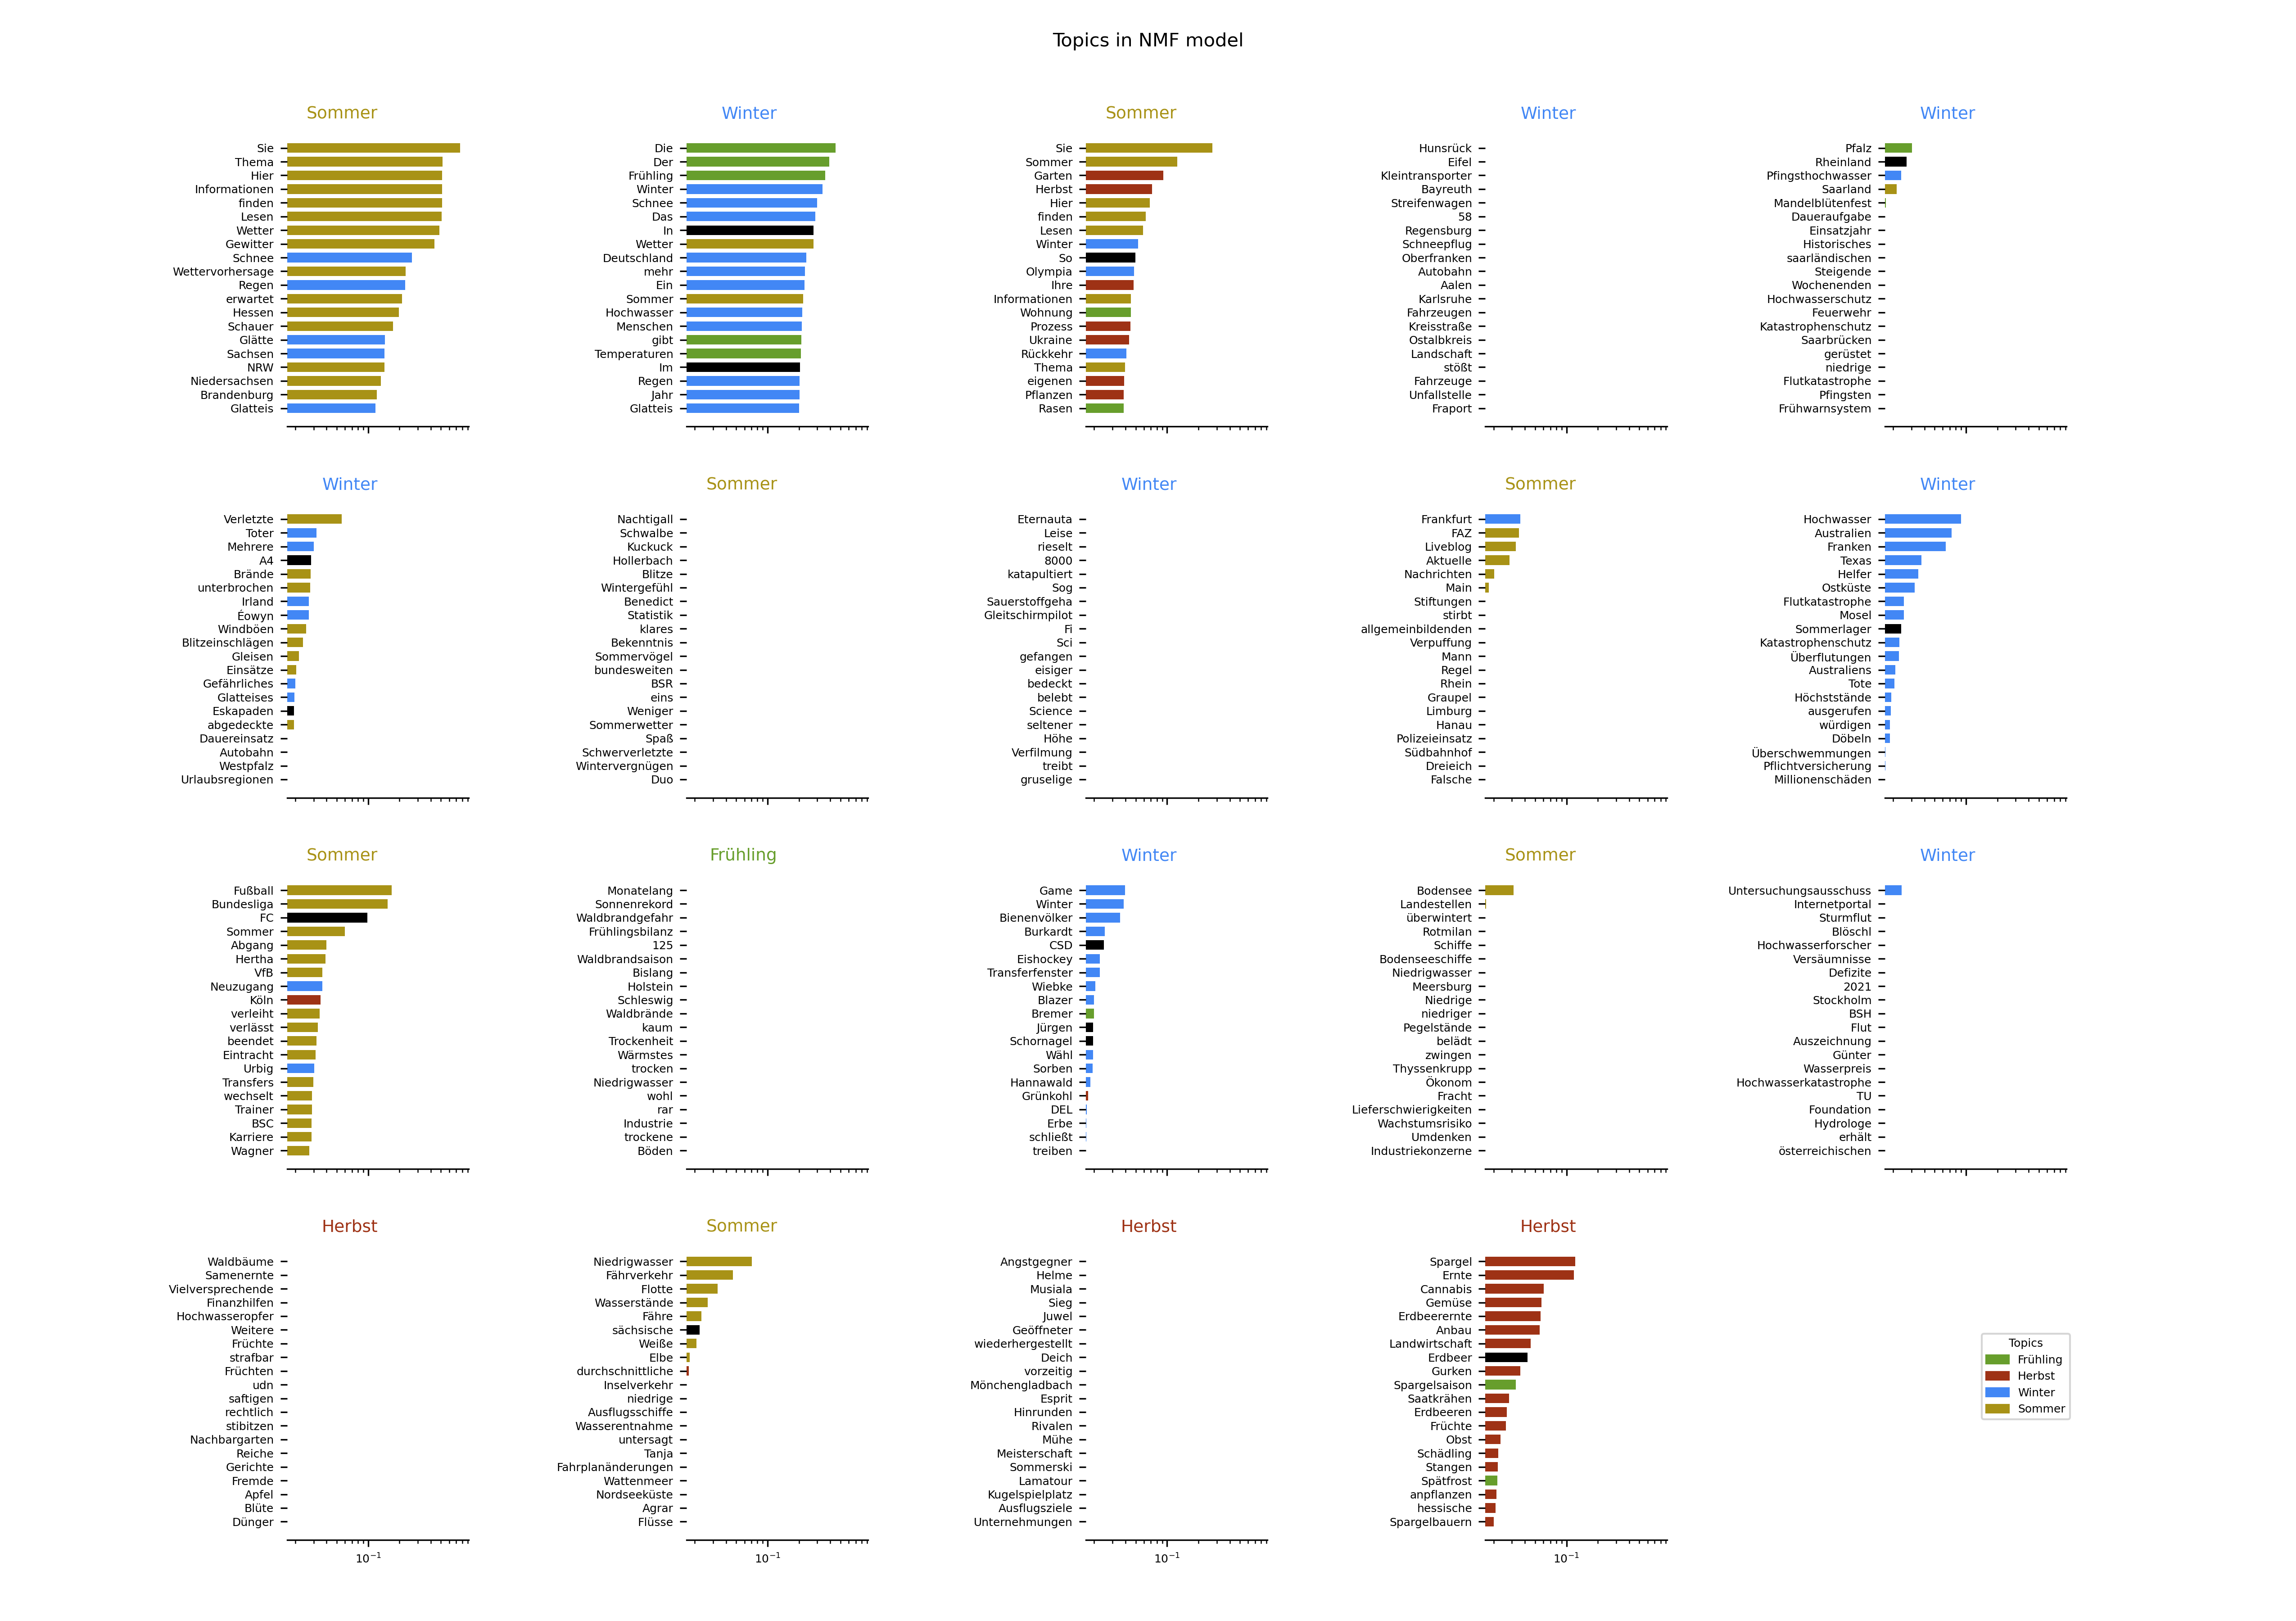 Topics in NMF model
Sommer
Sie
Thema
Hier
Informationen
finden
Lesen
Wetter
Gewitter
Schnee
Wettervorhersage
Regen
erwartet
Hessen
Schauer
Glätte
Sachsen
NRW
Niedersachsen
Brandenburg
Glatteis
Winter
Die
Der
Frühling
Winter
Schnee
Das
In
Wetter
Deutschland
mehr
Ein
Sommer
Hochwasser
Menschen
gibt
Temperaturen
Im
Regen
Jahr
Glatteis
Sommer
Sie
Sommer
Garten
Herbst
Hier
finden
Lesen
Winter
So
Olympia
Ihre
Informationen
Wohnung
Prozess
Ukraine
Rückkehr
Thema
eigenen
Pflanzen
Rasen
Winter
Hunsrück
Eifel
Kleintransporter
Bayreuth
Streifenwagen
58
Regensburg
Schneepflug
Oberfranken
Autobahn
Aalen
Karlsruhe
Fahrzeugen
Kreisstraße
Ostalbkreis
Landschaft
stößt
Fahrzeuge
Unfallstelle
Fraport
Winter
Pfalz
Rheinland
Pfingsthochwasser
Saarland
Mandelblütenfest
Daueraufgabe
Einsatzjahr
Historisches
saarländischen
Steigende
Wochenenden
Hochwasserschutz
Feuerwehr
Katastrophenschutz
Saarbrücken
gerüstet
niedrige
Flutkatastrophe
Pfingsten
Frühwarnsystem
Winter
Verletzte
Toter
Mehrere
A4
Brände
unterbrochen
Irland
Éowyn
Windböen
Blitzeinschlägen
Gleisen
Einsätze
Gefährliches
Glatteises
Eskapaden
abgedeckte
Dauereinsatz
Autobahn
Westpfalz
Urlaubsregionen
Sommer
Nachtigall
Schwalbe
Kuckuck
Hollerbach
Blitze
Wintergefühl
Benedict
Statistik
klares
Bekenntnis
Sommervögel
bundesweiten
BSR
eins
Weniger
Sommerwetter
Spaß
Schwerverletzte
Wintervergnügen
Duo
Winter
Eternauta
Leise
rieselt
8000
katapultiert
Sog
Sauerstoffgeha
Gleitschirmpilot
Fi
Sci
gefangen
eisiger
bedeckt
belebt
Science
seltener
Höhe
Verfilmung
treibt
gruselige
Sommer
Frankfurt
FAZ
Liveblog
Aktuelle
Nachrichten
Main
Stiftungen
stirbt
allgemeinbildenden
Verpuffung
Mann
Regel
Rhein
Graupel
Limburg
Hanau
Polizeieinsatz
Südbahnhof
Dreieich
Falsche
Winter
Hochwasser
Australien
Franken
Texas
Helfer
Ostküste
Flutkatastrophe
Mosel
Sommerlager
Katastrophenschutz
Überflutungen
Australiens
Tote
Höchststände
ausgerufen
würdigen
Döbeln
Überschwemmungen
Pflichtversicherung
Millionenschäden
Sommer
Fußball
Bundesliga
FC
Sommer
Abgang
Hertha
VfB
Neuzugang
Köln
verleiht
verlässt
beendet
Eintracht
Urbig
Transfers
wechselt
Trainer
BSC
Karriere
Wagner
Frühling
Monatelang
Sonnenrekord
Waldbrandgefahr
Frühlingsbilanz
125
Waldbrandsaison
Bislang
Holstein
Schleswig
Waldbrände
kaum
Trockenheit
Wärmstes
trocken
Niedrigwasser
wohl
rar
Industrie
trockene
Böden
Winter
Game
Winter
Bienenvölker
Burkardt
CSD
Eishockey
Transferfenster
Wiebke
Blazer
Bremer
Jürgen
Schornagel
Wähl
Sorben
Hannawald
Grünkohl
DEL
Erbe
schließt
treiben
Sommer
Bodensee
Landestellen
überwintert
Rotmilan
Schiffe
Bodenseeschiffe
Niedrigwasser
Meersburg
Niedrige
niedriger
Pegelstände
belädt
zwingen
Thyssenkrupp
Ökonom
Fracht
Lieferschwierigkeiten
Wachstumsrisiko
Umdenken
Industriekonzerne
Winter
Untersuchungsausschuss
Internetportal
Sturmflut
Blöschl
Hochwasserforscher
Versäumnisse
Defizite
2021
Stockholm
BSH
Flut
Auszeichnung
Günter
Wasserpreis
Hochwasserkatastrophe
TU
Foundation
Hydrologe
erhält
österreichischen
Herbst
Waldbäume
Samenernte
Vielversprechende
Finanzhilfen
Hochwasseropfer
Weitere
Früchte
strafbar
Früchten
udn
saftigen
rechtlich
stibitzen
Nachbargarten
Reiche
Gerichte
Fremde
Apfel
Blüte
Dünger
10⁻¹
Sommer
Niedrigwasser
Fährverkehr
Flotte
Wasserstände
Fähre
sächsische
Weiße
Elbe
durchschnittliche
Inselverkehr
niedrige
Ausflugsschiffe
Wasserentnahme
untersagt
Tanja
Fahrplanänderungen
Wattenmeer
Nordseeküste
Agrar
Flüsse
10⁻¹
Herbst
Angstgegner
Helme
Musiala
Sieg
Juwel
Geöffneter
wiederhergestellt
Deich
vorzeitig
Mönchengladbach
Esprit
Hinrunden
Rivalen
Mühe
Meisterschaft
Sommerski
Lamatour
Kugelspielplatz
Ausflugsziele
Unternehmungen
10⁻¹
Herbst
Spargel
Ernte
Cannabis
Gemüse
Erdbeerernte
Anbau
Landwirtschaft
Erdbeer
Gurken
Spargelsaison
Saatkrähen
Erdbeeren
Früchte
Obst
Schädling
Stangen
Spätfrost
anpflanzen
hessische
Spargelbauern
10⁻¹
Topics
Frühling
Herbst
Winter
Sommer